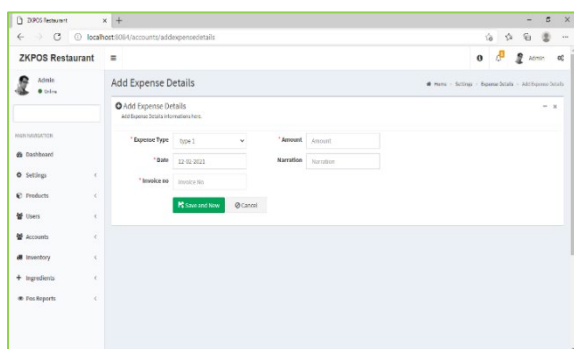 ZKPOS Restaurant
localhost:8084/accounts/addexpensedetails
ZKPOS Restaurant
0
Admin
Admin
Online
Add Expense Details
Home
Settings
Expense Details
Add Expense Details
Add Expense Details
Add Expense Details Informations here.
MAIN NAVIGATION
Dashboard
Settings
Products
Users
Accounts
Inventory
Ingredients
Pos Reports
* Expense Type
type 1
* Amount
Amount
* Date
12-02-2021
Narration
Narration
* Invoice no
Invoice No
Save and New
Cancel